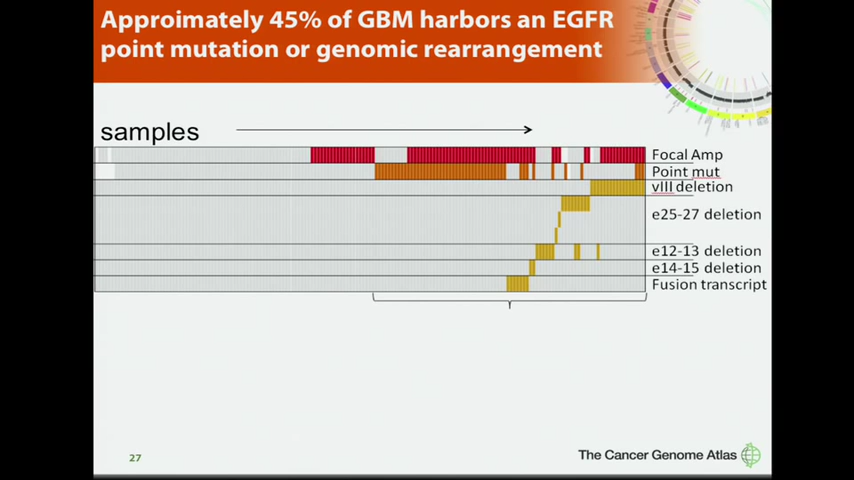 Approimately 45% of GBM harbors an EGFR
point mutation or genomic rearrangement
samples
Focal Amp
Point mut
vIII deletion
e25-27 deletion
e12-13 deletion
e14-15 deletion
Fusion transcript
27
The Cancer Genome Atlas